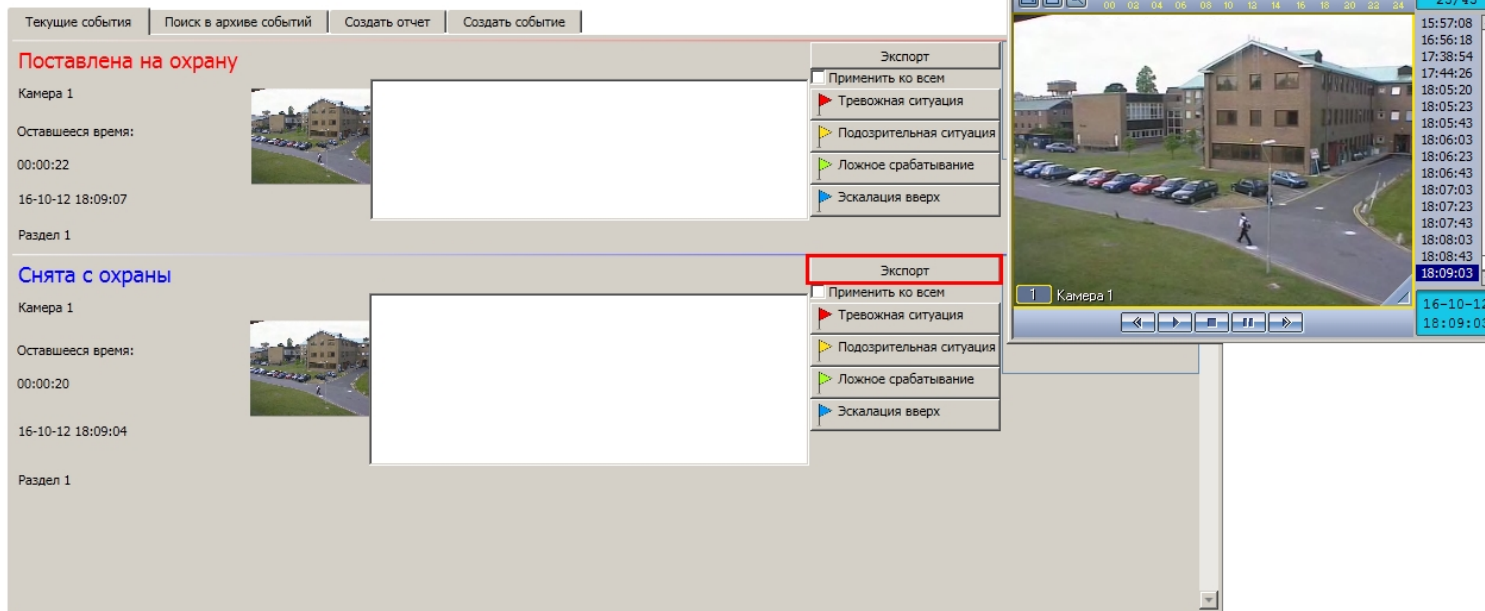 Текущие события
Поиск в архиве событий
Создать отчет
Создать событие
Поставлена на охрану
Камера 1
Оставшееся время:
00:00:22
16-10-12 18:09:07
Раздел 1
Экспорт
Применить ко всем
Тревожная ситуация
Подозрительная ситуация
Ложное срабатывание
Эскалация вверх
Снята с охраны
Камера 1
Оставшееся время:
00:00:20
16-10-12 18:09:04
Раздел 1
Экспорт
Применить ко всем
Тревожная ситуация
Подозрительная ситуация
Ложное срабатывание
Эскалация вверх
00 02 04 06 08 10 12 14 16 18 20 22 24
15:57:08
16:56:18
17:38:54
17:44:26
18:05:20
18:05:23
18:05:43
18:06:03
18:06:23
18:06:43
18:07:03
18:07:23
18:07:43
18:08:03
18:08:43
18:09:03
1 Камера 1
16-10-12
18:09:03